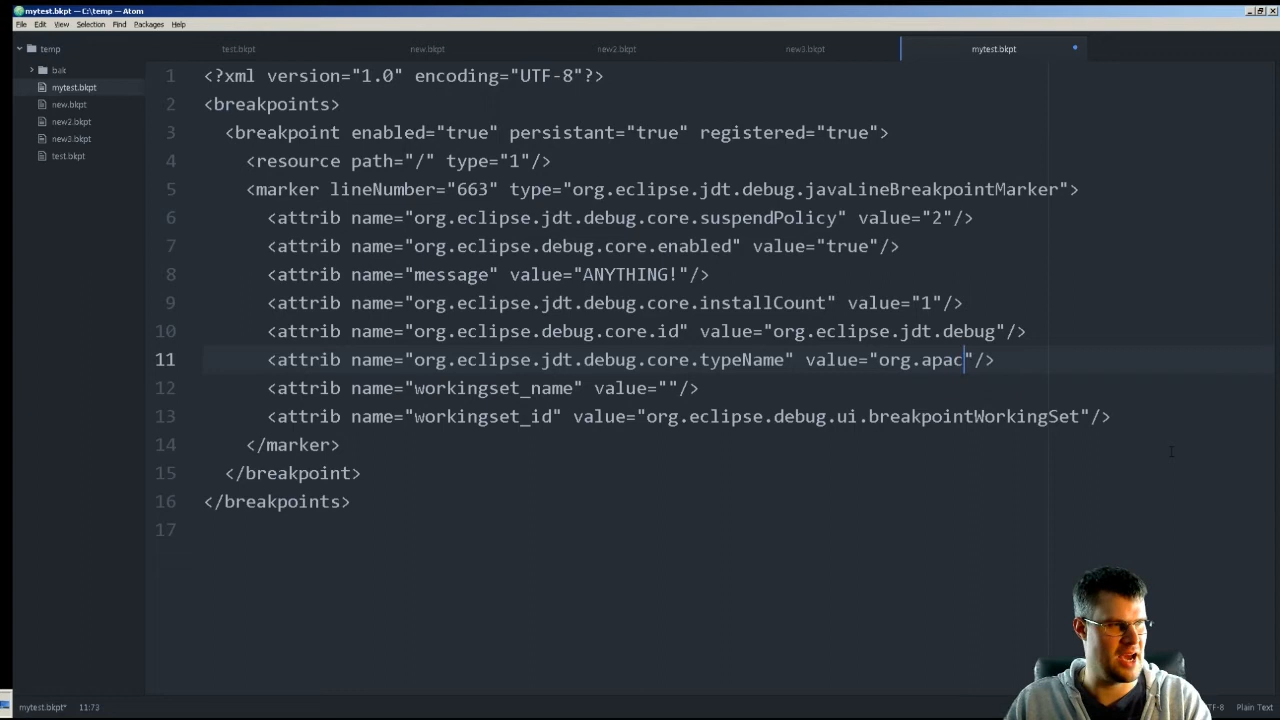 mytest.bkpt — C:\temp — Atom
File Edit View Selection Find Packages Help
temp
test.bkpt
new.bkpt
new2.bkpt
new3.bkpt
mytest.bkpt
bak
mytest.bkpt
new.bkpt
new2.bkpt
new3.bkpt
test.bkpt
1 <?xml version="1.0" encoding="UTF-8"?>
2 <breakpoints>
3 <breakpoint enabled="true" persistant="true" registered="true">
4 <resource path="/" type="1"/>
5 <marker lineNumber="663" type="org.eclipse.jdt.debug.javaLineBreakpointMarker">
6 <attrib name="org.eclipse.jdt.debug.core.suspendPolicy" value="2"/>
7 <attrib name="org.eclipse.debug.core.enabled" value="true"/>
8 <attrib name="message" value="ANYTHING!"/>
9 <attrib name="org.eclipse.jdt.debug.core.installCount" value="1"/>
10 <attrib name="org.eclipse.debug.core.id" value="org.eclipse.jdt.debug"/>
11 <attrib name="org.eclipse.jdt.debug.core.typeName" value="org.apac"/>
12 <attrib name="workingset_name" value=""/>
13 <attrib name="workingset_id" value="org.eclipse.debug.ui.breakpointWorkingSet"/>
14 </marker>
15 </breakpoint>
16 </breakpoints>
17
mytest.bkpt* 11:73
TF-8 Plain Text